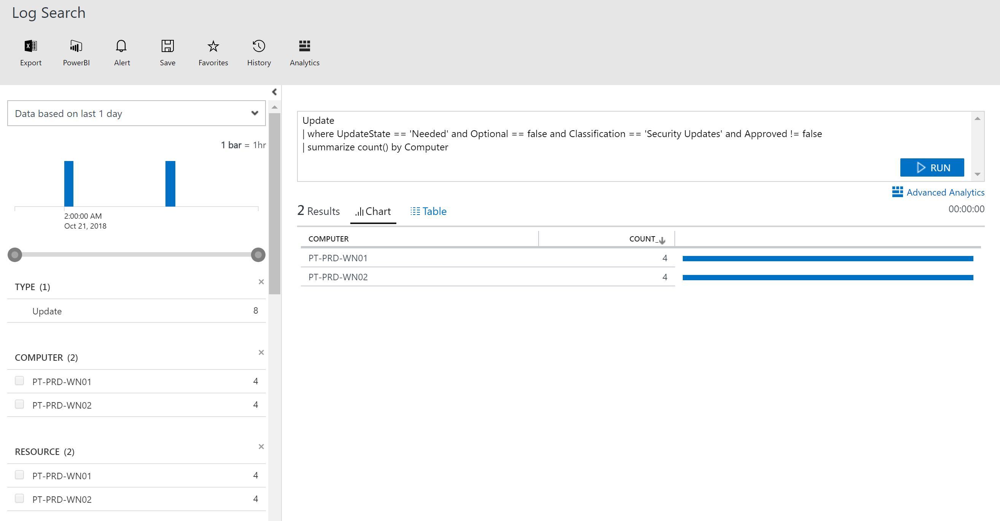 Log Search
Export
PowerBI
Alert
Save
Favorites
History
Analytics
Data based on last 1 day
1 bar = 1hr
2:00:00 AM
Oct 21, 2018
TYPE (1)
Update 8
COMPUTER (2)
PT-PRD-WN01 4
PT-PRD-WN02 4
RESOURCE (2)
PT-PRD-WN01 4
PT-PRD-WN02 4
Update
| where UpdateState == 'Needed' and Optional == false and Classification == 'Security Updates' and Approved != false
| summarize count() by Computer
RUN
Advanced Analytics
2 Results Chart Table
00:00:00
COMPUTER COUNT_
PT-PRD-WN01 4
PT-PRD-WN02 4